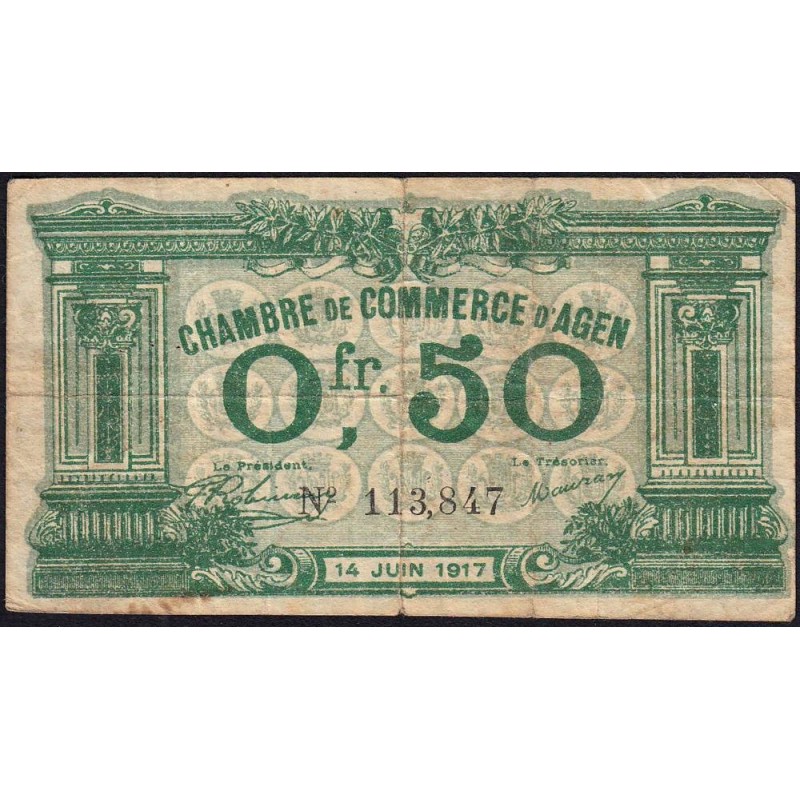 CHAMBRE DE COMMERCE D'AGEN
0 fr., 50
Le Président, Le Trésorier,
Nº 113,847
14 JUIN 1917